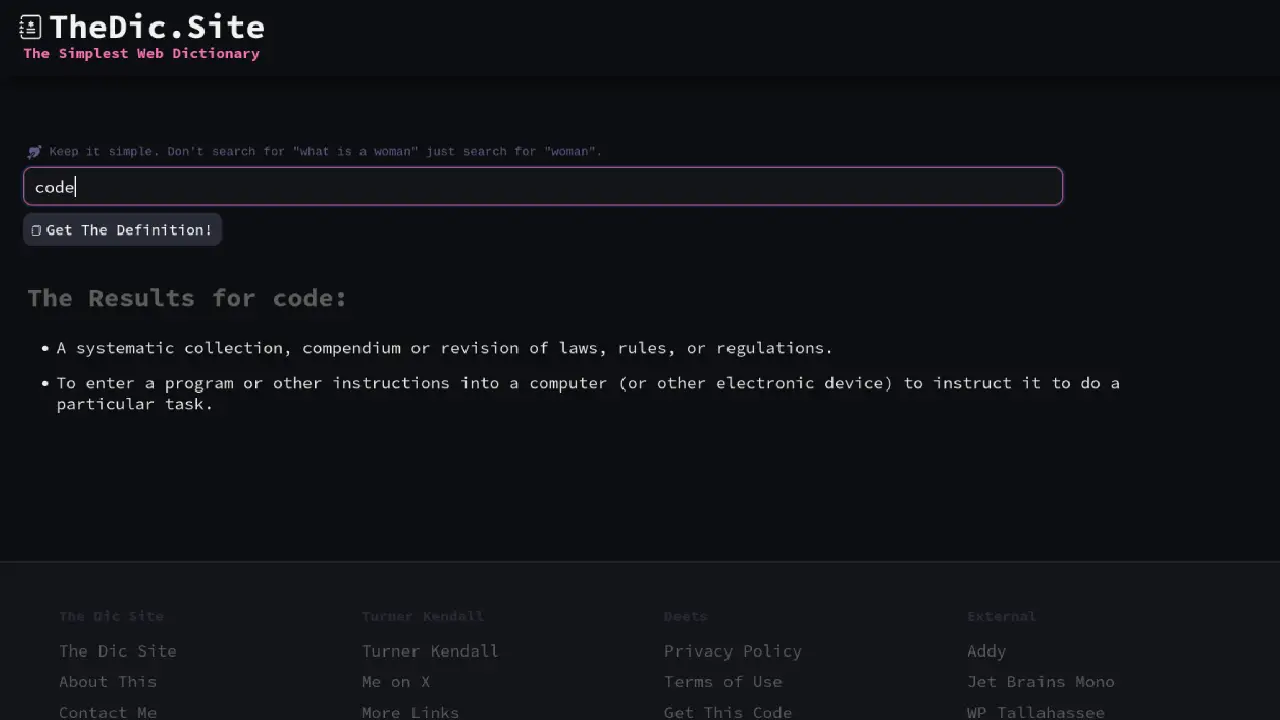 TheDic.Site
The Simplest Web Dictionary
Keep it simple. Don't search for "what is a woman" just search for "woman".
code
Get The Definition!
The Results for code:
• A systematic collection, compendium or revision of laws, rules, or regulations.
• To enter a program or other instructions into a computer (or other electronic device) to instruct it to do a
particular task.
The Dic Site
Turner Kendall
Deets
External
The Dic Site
Turner Kendall
Privacy Policy
Addy
About This
Me on X
Terms of Use
Jet Brains Mono
Contact Me
More Links
Get This Code
WP Tallahassee